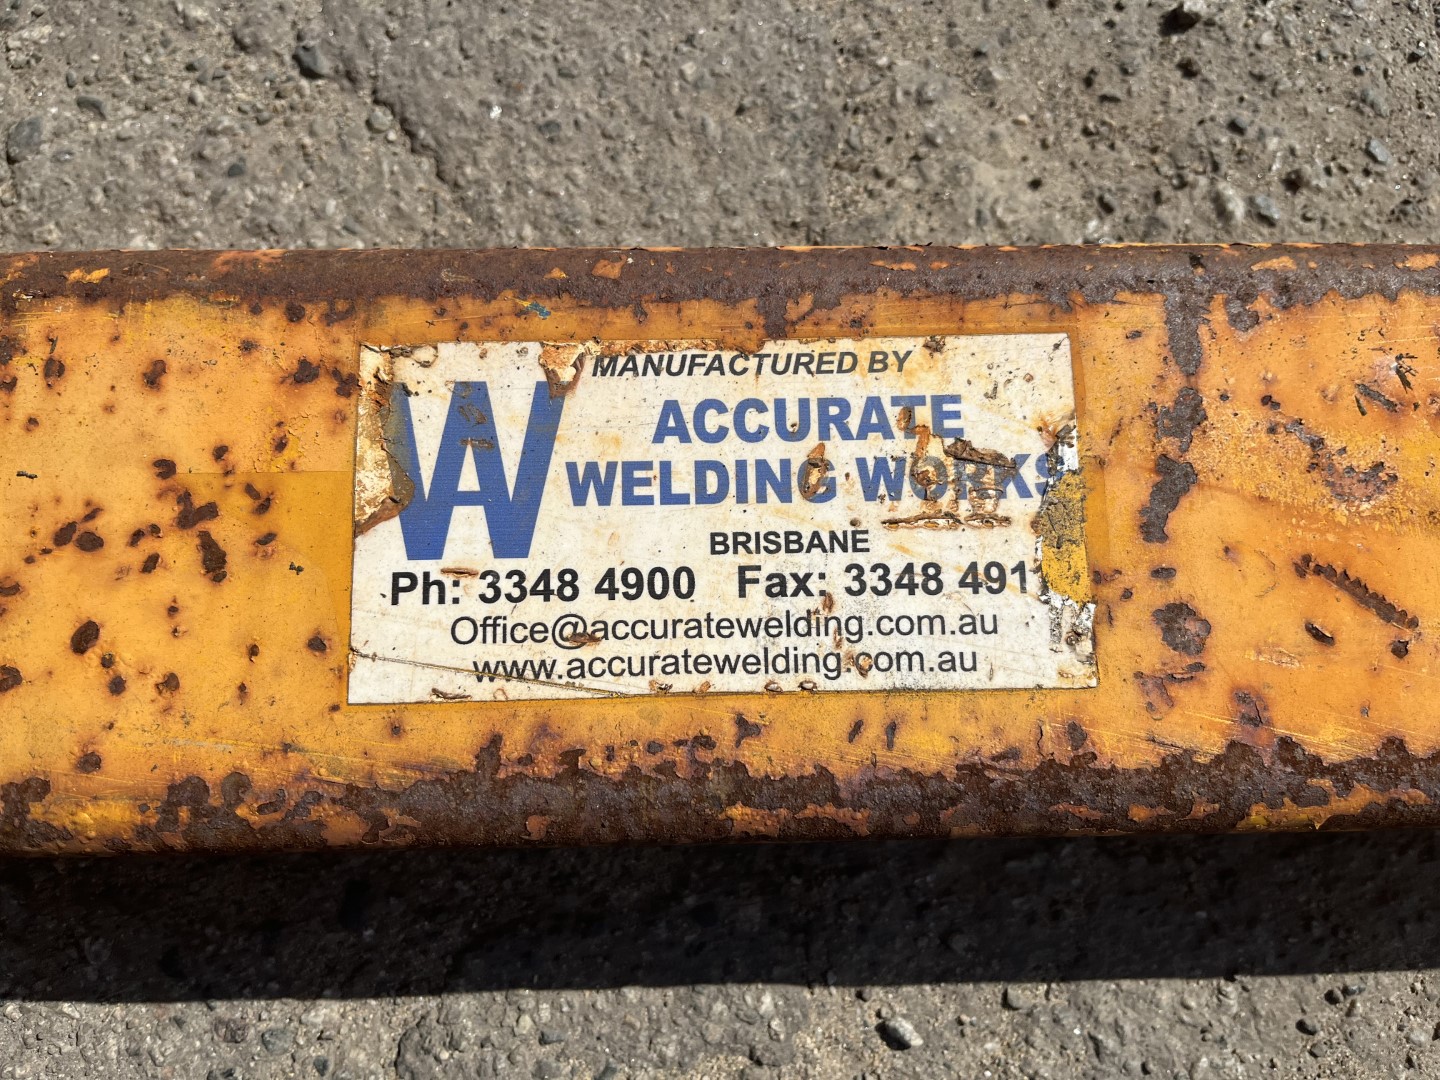 MANUFACTURED BY
AW
ACCURATE
WELDING WORKS
BRISBANE
Ph: 3348 4900 Fax: 3348 491
Office@accuratewelding.com.au
www.accuratewelding.com.au